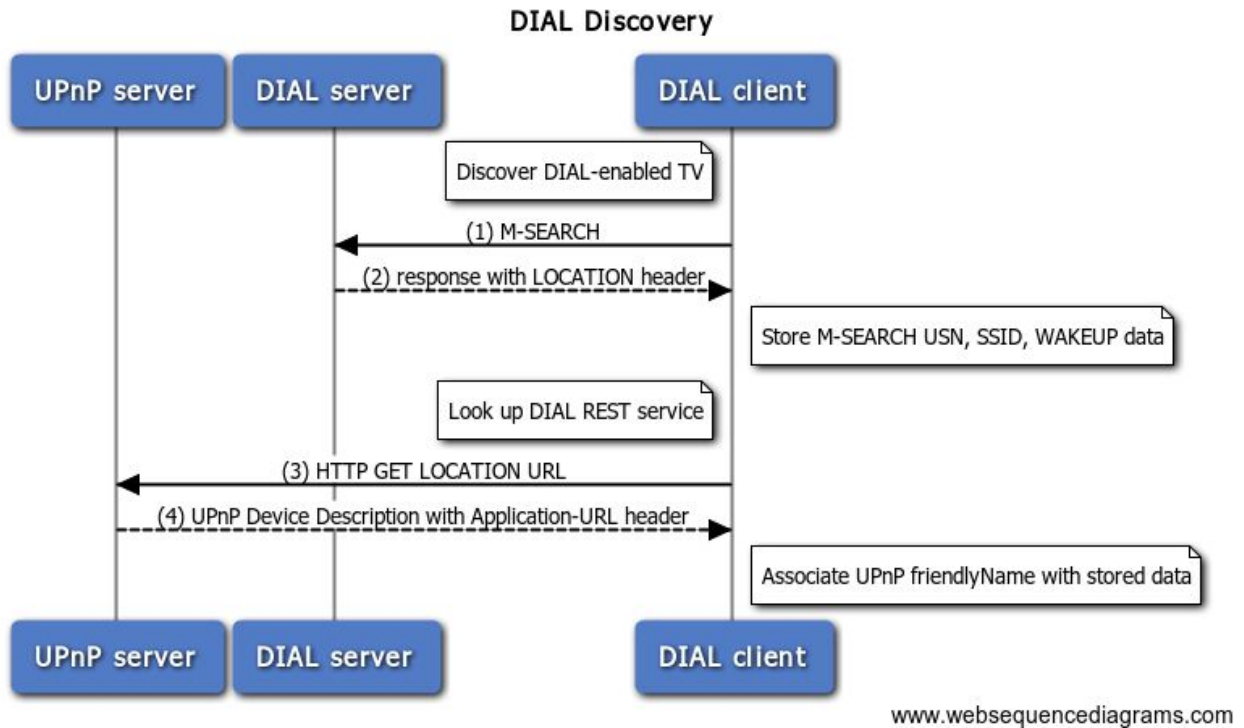 DIAL Discovery
UPnP server
DIAL server
DIAL client
Discover DIAL-enabled TV
(1) M-SEARCH
(2) response with LOCATION header
Store M-SEARCH USN, SSID, WAKEUP data
Look up DIAL REST service
(3) HTTP GET LOCATION URL
(4) UPnP Device Description with Application-URL header
Associate UPnP friendlyName with stored data
UPnP server
DIAL server
DIAL client
www.websequencediagrams.com